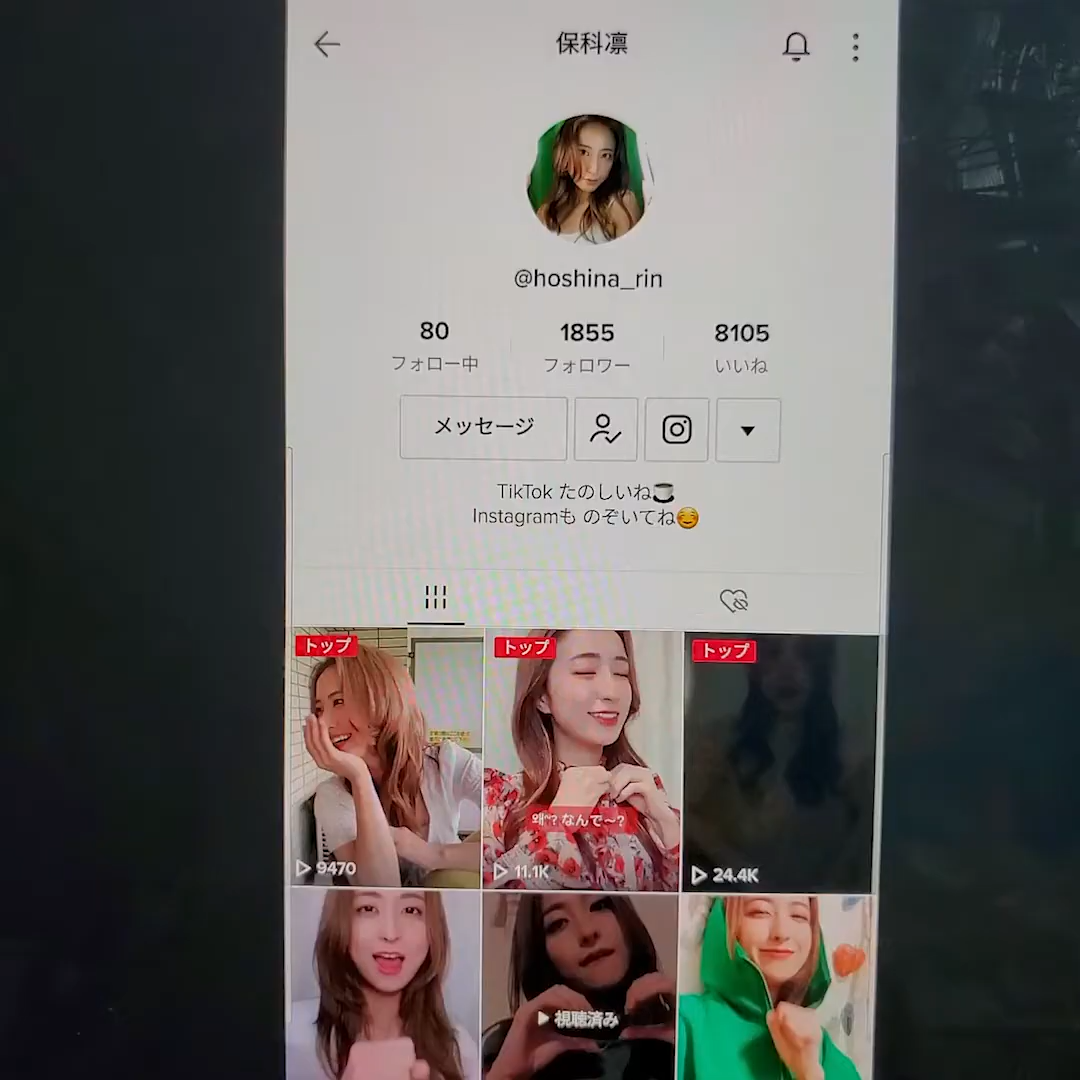 保科凛
@hoshina_rin
80
1855
8105
フォロー中
フォロワー
いいね
メッセージ
TikTok たのしいね☕
Instagramも のぞいてね☺️
トップ
トップ
トップ
왜? なんで〜?
9470
11.1K
24.4K
視聴済み